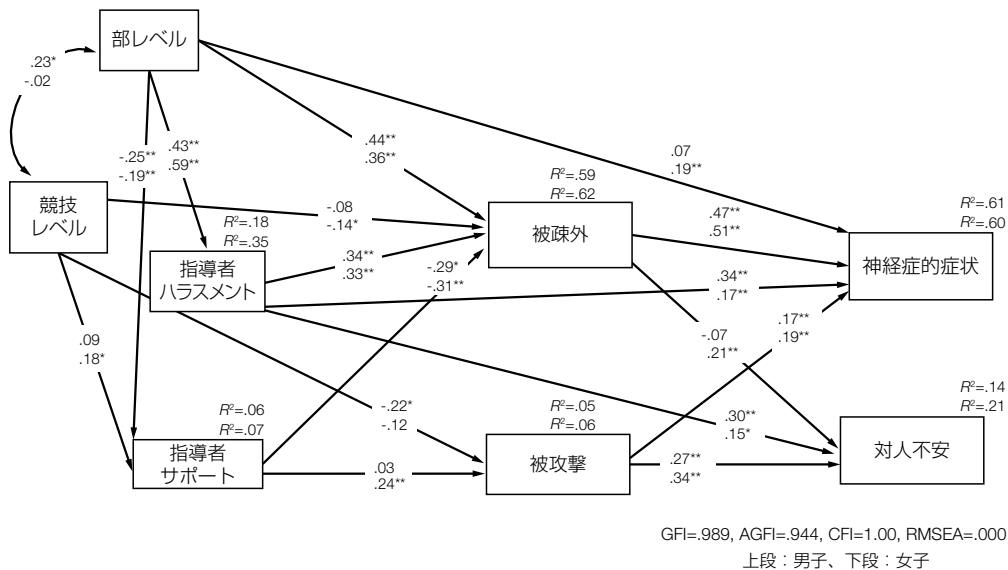 部レベル
.23*
-.02
-.25**
-.19**
.43**
.59**
.44**
.36**
.07
.19**
競技
レベル
-.08
-.14*
R²=.59
R²=.62
被疎外
.47**
.51**
R²=.61
R²=.60
神経症的症状
R²=.18
R²=.35
指導者
ハラスメント
.34**
.33**
-.29*
-.31**
.34**
.17**
.09
.18*
-.07
.21**
.17**
.19**
R²=.06
R²=.07
指導者
サポート
-.22*
-.12
.03
.24**
R²=.05
R²=.06
被攻撃
.30**
.15*
.27**
.34**
R²=.14
R²=.21
対人不安
GFI=.989, AGFI=.944, CFI=1.00, RMSEA=.000
上段：男子、下段：女子